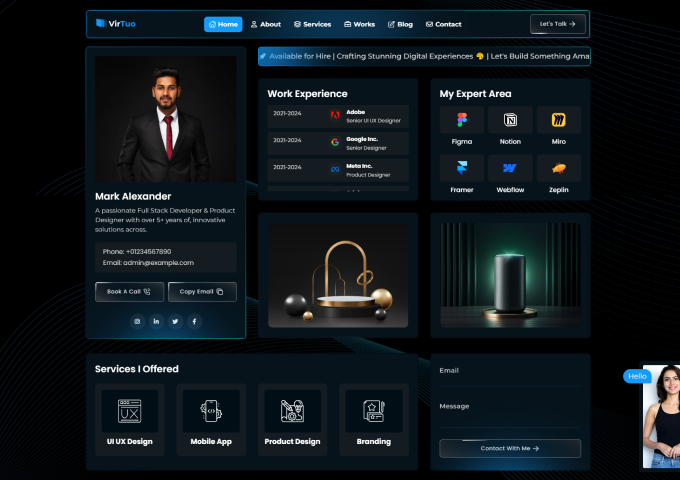 VirTuo
Home
About
Services
Works
Blog
Contact
Let's Talk
Available for Hire | Crafting Stunning Digital Experiences | Let's Build Something Ama
Mark Alexander
A passionate Full Stack Developer & Product
Designer with over 5+ years of, innovative
solutions across.
Phone: +01234567890
Email: admin@example.com
Book A Call
Copy Email
Work Experience
2021-2024
Adobe
Senior UI UX Designer
2021-2024
Google Inc.
Senior Designer
2021-2024
Meta Inc.
Product Designer
My Expert Area
Figma
Notion
Miro
Framer
Webflow
Zeplin
Services I Offered
UX
UI UX Design
Mobile App
Product Design
Branding
Email
Message
Contact With Me
Hello